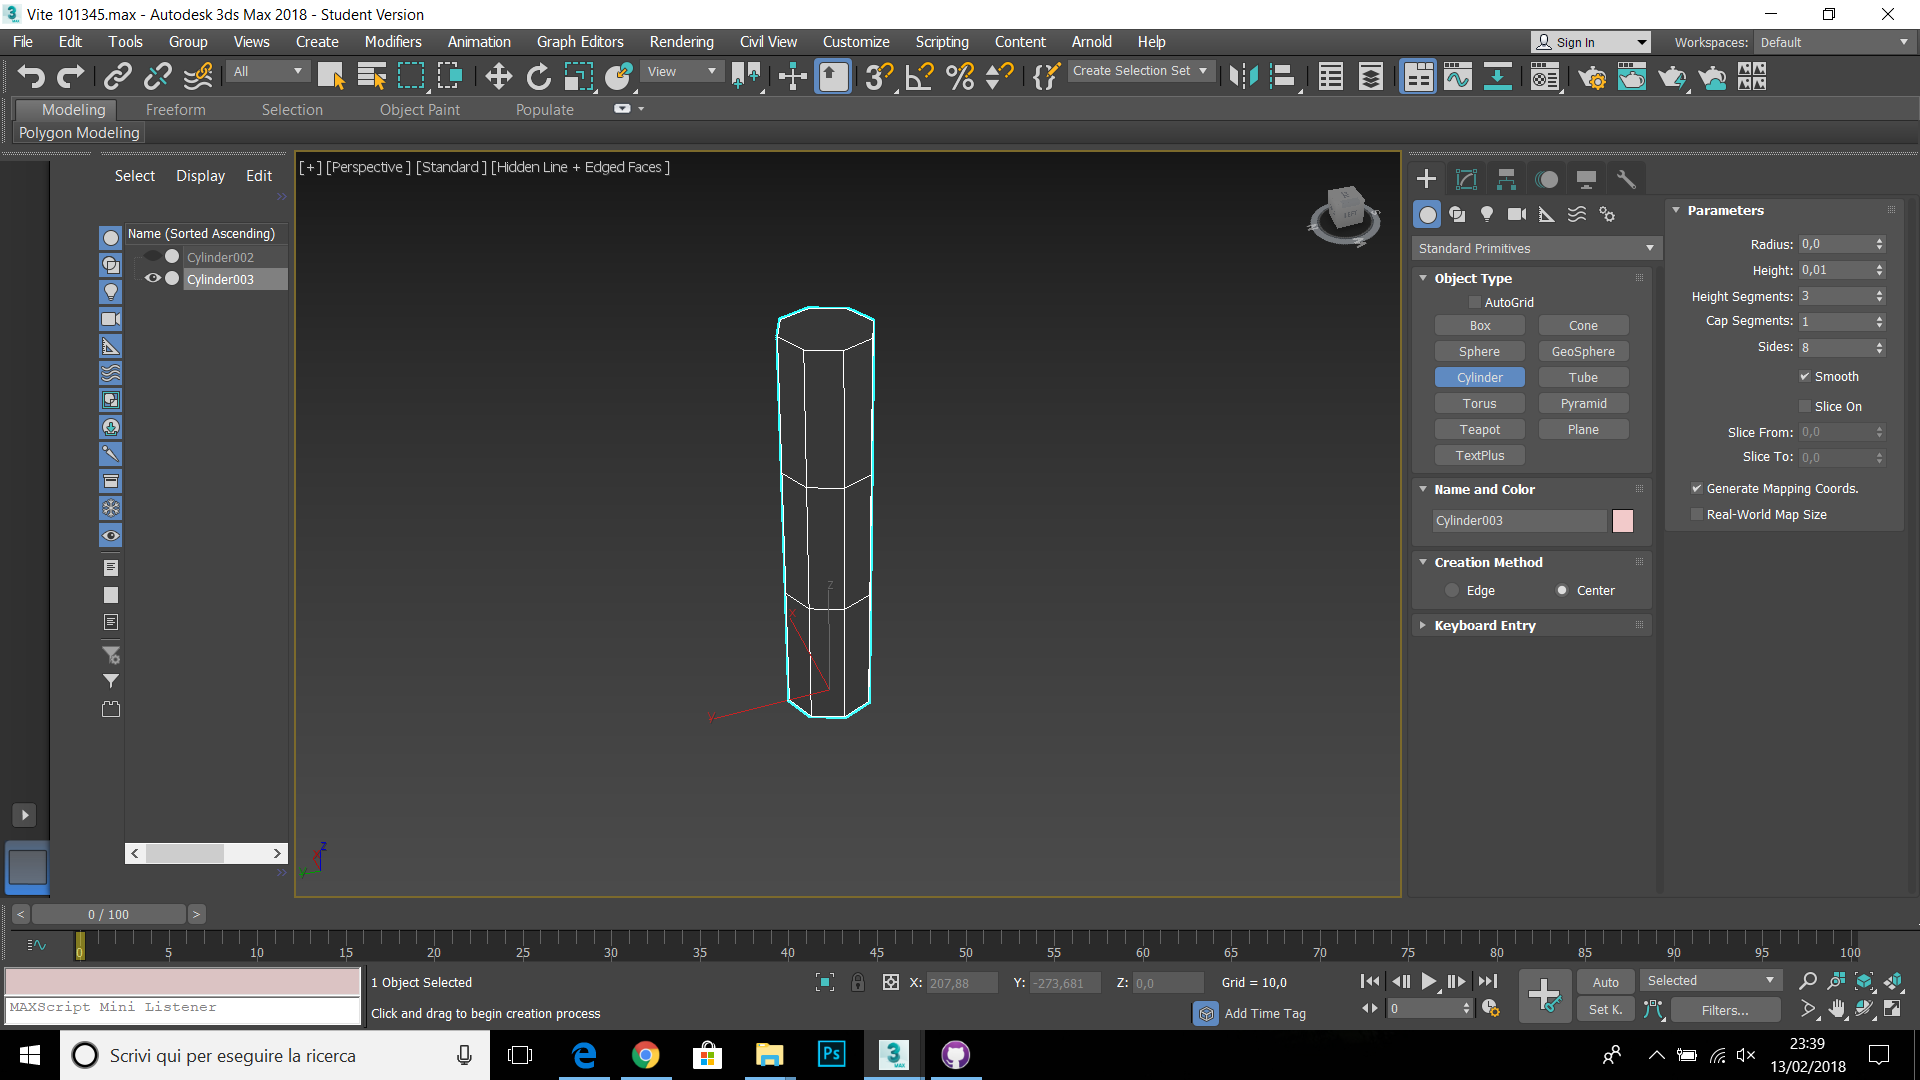 Vite 101345.max - Autodesk 3ds Max 2018 - Student Version
File Edit Tools Group Views Create Modifiers Animation Graph Editors Rendering Civil View Customize Scripting Content Arnold Help
Sign In
Workspaces: Default
All
View
Create Selection Set
Modeling Freeform Selection Object Paint Populate
Polygon Modeling
Select Display Edit
Name (Sorted Ascending)
Cylinder002
Cylinder003
[+] [Perspective ] [Standard ] [Hidden Line + Edged Faces ]
Z
X
Y
Z
Y
Standard Primitives
Object Type
AutoGrid
Box Cone
Sphere GeoSphere
Cylinder Tube
Torus Pyramid
Teapot Plane
TextPlus
Name and Color
Cylinder003
Creation Method
Edge Center
Keyboard Entry
Parameters
Radius: 0,0
Height: 0,01
Height Segments: 3
Cap Segments: 1
Sides: 8
Smooth
Slice On
Slice From: 0,0
Slice To: 0,0
Generate Mapping Coords.
Real-World Map Size
< 0 / 100 >
0 5 10 15 20 25 30 35 40 45 50 55 60 65 70 75 80 85 90 95 100
MAXScript Mini Listener
1 Object Selected
Click and drag to begin creation process
X: 207,88 Y: -273,681 Z: 0,0 Grid = 10,0
Add Time Tag
0
Auto Selected
Set K. Filters...
Scrivi qui per eseguire la ricerca
Ps
3
MAX
23:39
13/02/2018